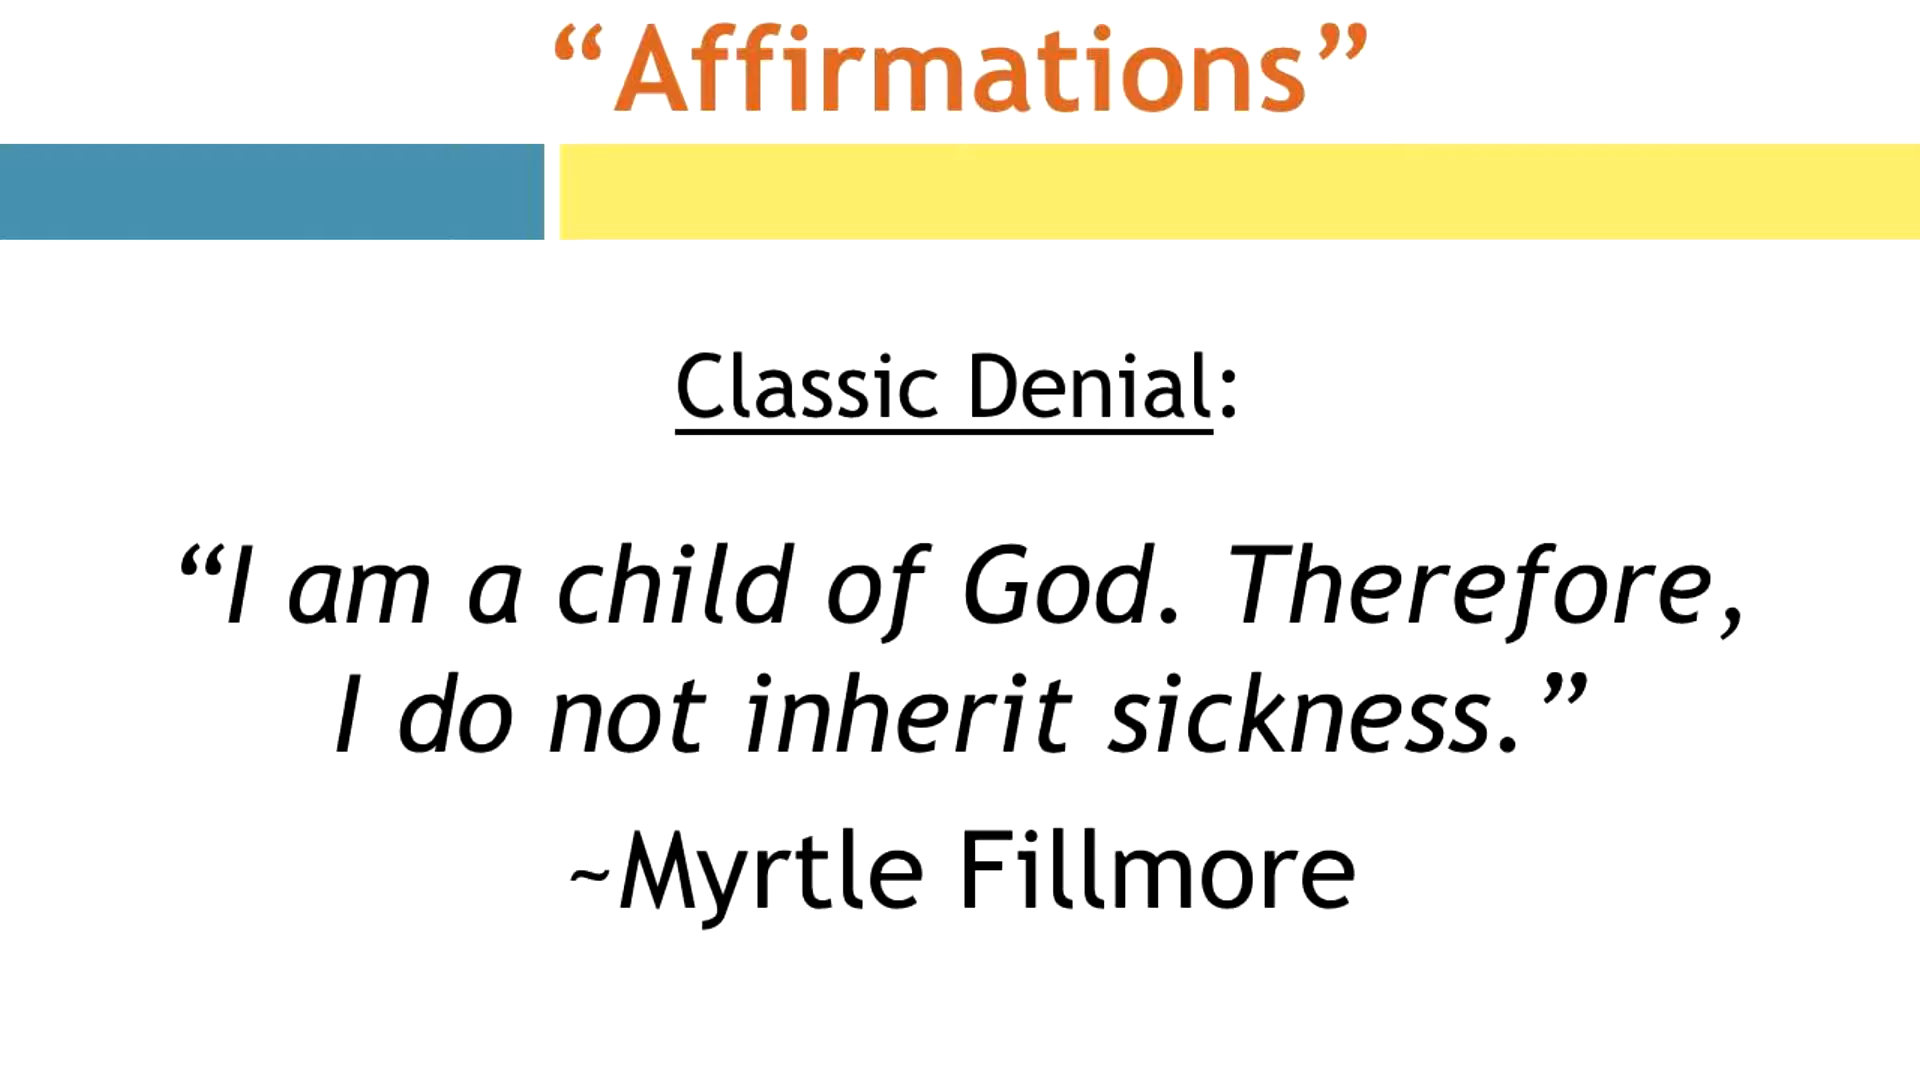 “Affirmations”
Classic Denial:
“I am a child of God. Therefore,
I do not inherit sickness.”
~Myrtle Fillmore